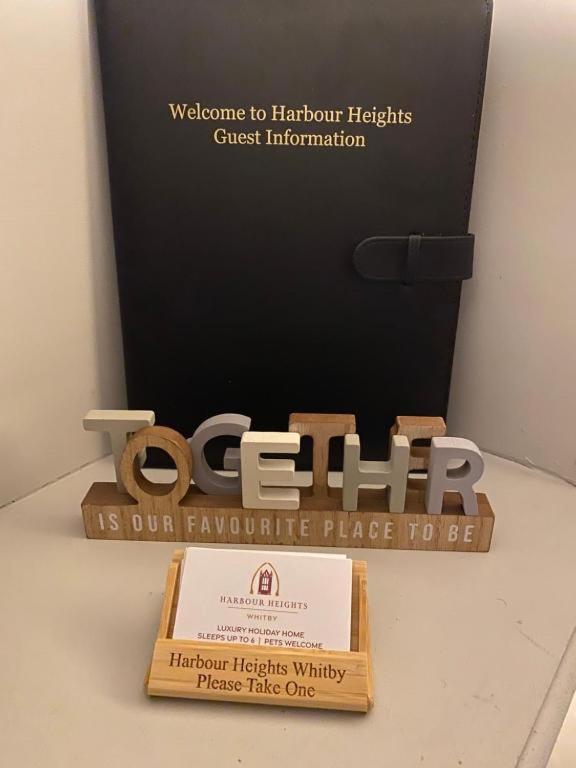 Welcome to Harbour Heights
Guest Information
TOGETHER
IS OUR FAVOURITE PLACE TO BE
HARBOUR HEIGHTS
WHITBY
LUXURY HOLIDAY HOME
SLEEPS UP TO 6 | PETS WELCOME
Harbour Heights Whitby
Please Take One